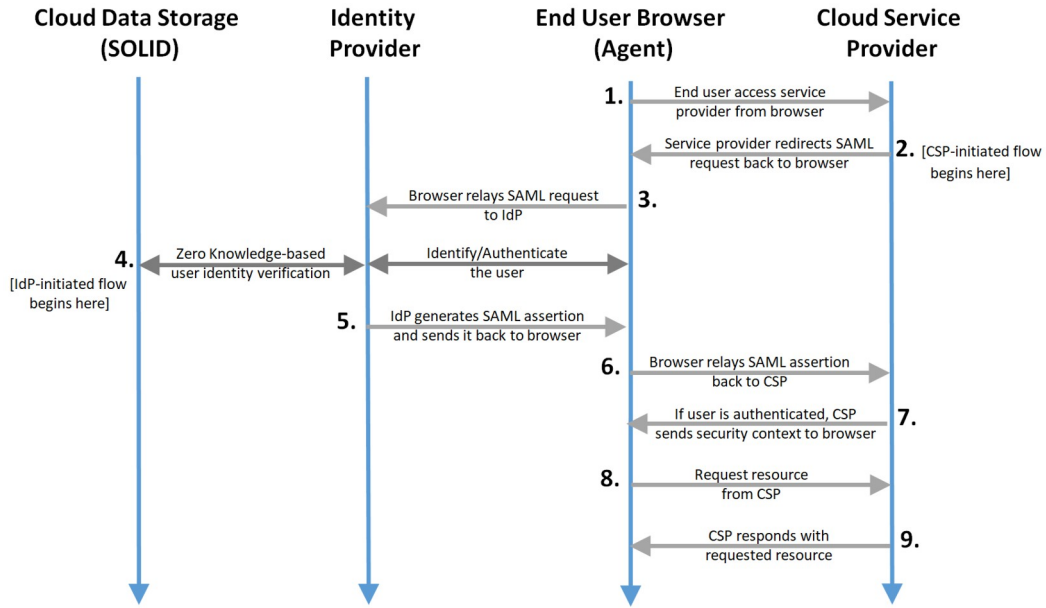 Cloud Data Storage
(SOLID)
Identity
Provider
End User Browser
(Agent)
Cloud Service
Provider
1.
End user access service
provider from browser
Service provider redirects SAML
request back to browser
2. [CSP-initiated flow
begins here]
Browser relays SAML request
to IdP
3.
4.
[IdP-initiated flow
begins here]
Zero Knowledge-based
user identity verification
Identify/Authenticate
the user
5.
IdP generates SAML assertion
and sends it back to browser
6.
Browser relays SAML assertion
back to CSP
If user is authenticated, CSP
sends security context to browser
7.
8.
Request resource
from CSP
CSP responds with
requested resource
9.